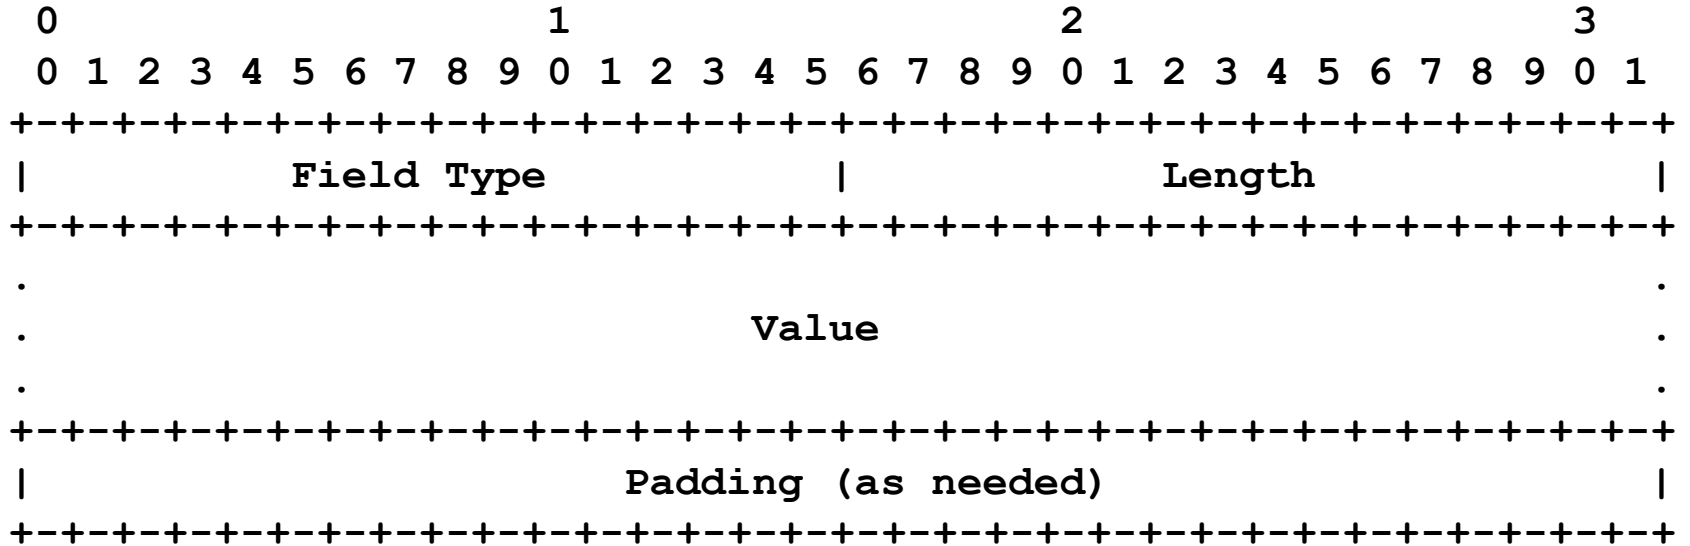 0                   1                   2                   3
 0 1 2 3 4 5 6 7 8 9 0 1 2 3 4 5 6 7 8 9 0 1 2 3 4 5 6 7 8 9 0 1
+-+-+-+-+-+-+-+-+-+-+-+-+-+-+-+-+-+-+-+-+-+-+-+-+-+-+-+-+-+-+-+-+
|          Field Type           |            Length             |
+-+-+-+-+-+-+-+-+-+-+-+-+-+-+-+-+-+-+-+-+-+-+-+-+-+-+-+-+-+-+-+-+
.                                                               .
.                            Value                              .
.                                                               .
+-+-+-+-+-+-+-+-+-+-+-+-+-+-+-+-+-+-+-+-+-+-+-+-+-+-+-+-+-+-+-+-+
|                       Padding (as needed)                     |
+-+-+-+-+-+-+-+-+-+-+-+-+-+-+-+-+-+-+-+-+-+-+-+-+-+-+-+-+-+-+-+-+